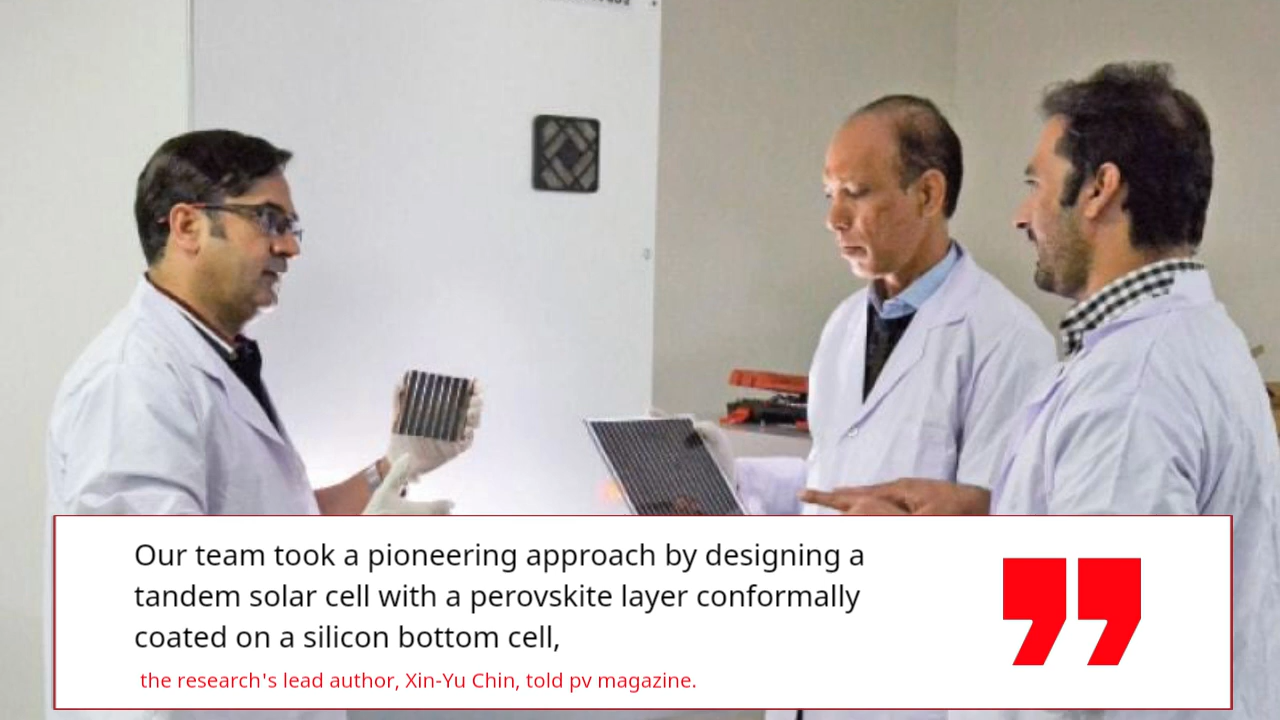 Our team took a pioneering approach by designing a
tandem solar cell with a perovskite layer conformally
coated on a silicon bottom cell,
the research's lead author, Xin-Yu Chin, told pv magazine.